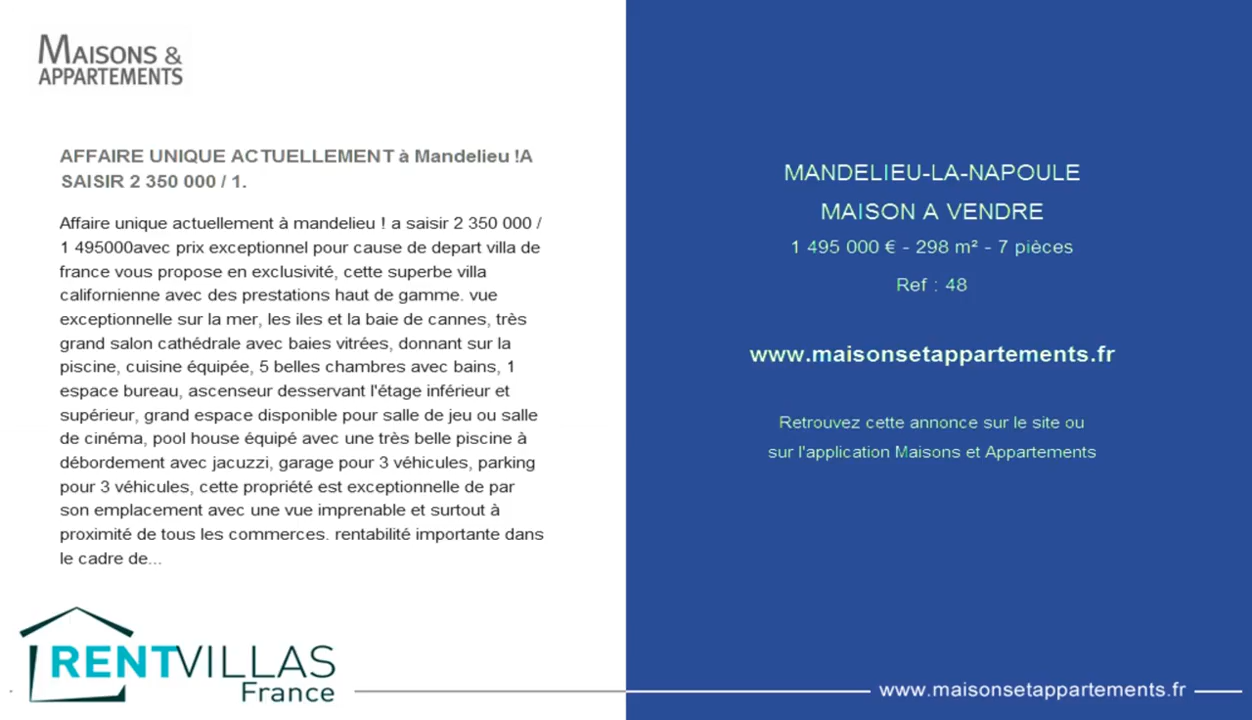 MAISONS &
APPARTEMENTS
AFFAIRE UNIQUE ACTUELLEMENT à Mandelieu !A
SAISIR 2 350 000 / 1.
Affaire unique actuellement à mandelieu ! a saisir 2 350 000 /
1 495000avec prix exceptionnel pour cause de depart villa de
france vous propose en exclusivité, cette superbe villa
californienne avec des prestations haut de gamme. vue
exceptionnelle sur la mer, les iles et la baie de cannes, très
grand salon cathédrale avec baies vitrées, donnant sur la
piscine, cuisine équipée, 5 belles chambres avec bains, 1
espace bureau, ascenseur desservant l'étage inférieur et
supérieur, grand espace disponible pour salle de jeu ou salle
de cinéma, pool house équipé avec une très belle piscine à
débordement avec jacuzzi, garage pour 3 véhicules, parking
pour 3 véhicules, cette propriété est exceptionnelle de par
son emplacement avec une vue imprenable et surtout à
proximité de tous les commerces. rentabilité importante dans
le cadre de...
RENTVILLAS
France
MANDELIEU-LA-NAPOULE
MAISON A VENDRE
1 495 000 € - 298 m² - 7 pièces
Ref : 48
www.maisonsetappartements.fr
Retrouvez cette annonce sur le site ou
sur l'application Maisons et Appartements
www.maisonsetappartements.fr